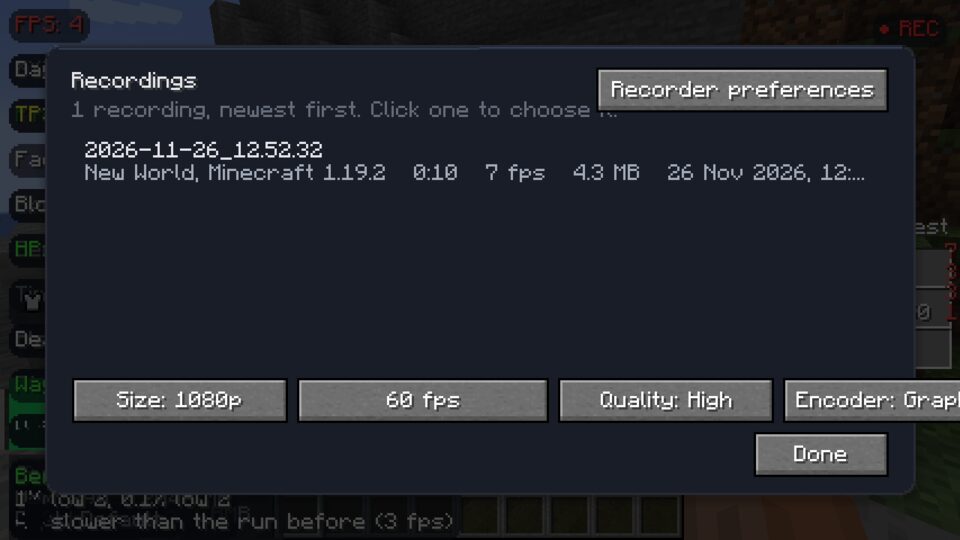 FPS: 4
REC
Recordings
Recorder preferences
1 recording, newest first. Click one to choose
2026-11-26_12.52.32
New World, Minecraft 1.19.2 0:10 7 fps 4.3 MB 26 Nov 2026, 12:...
Size: 1080p
60 fps
Quality: High
Encoder: Grap
Done
slower than the run before (3 fps)